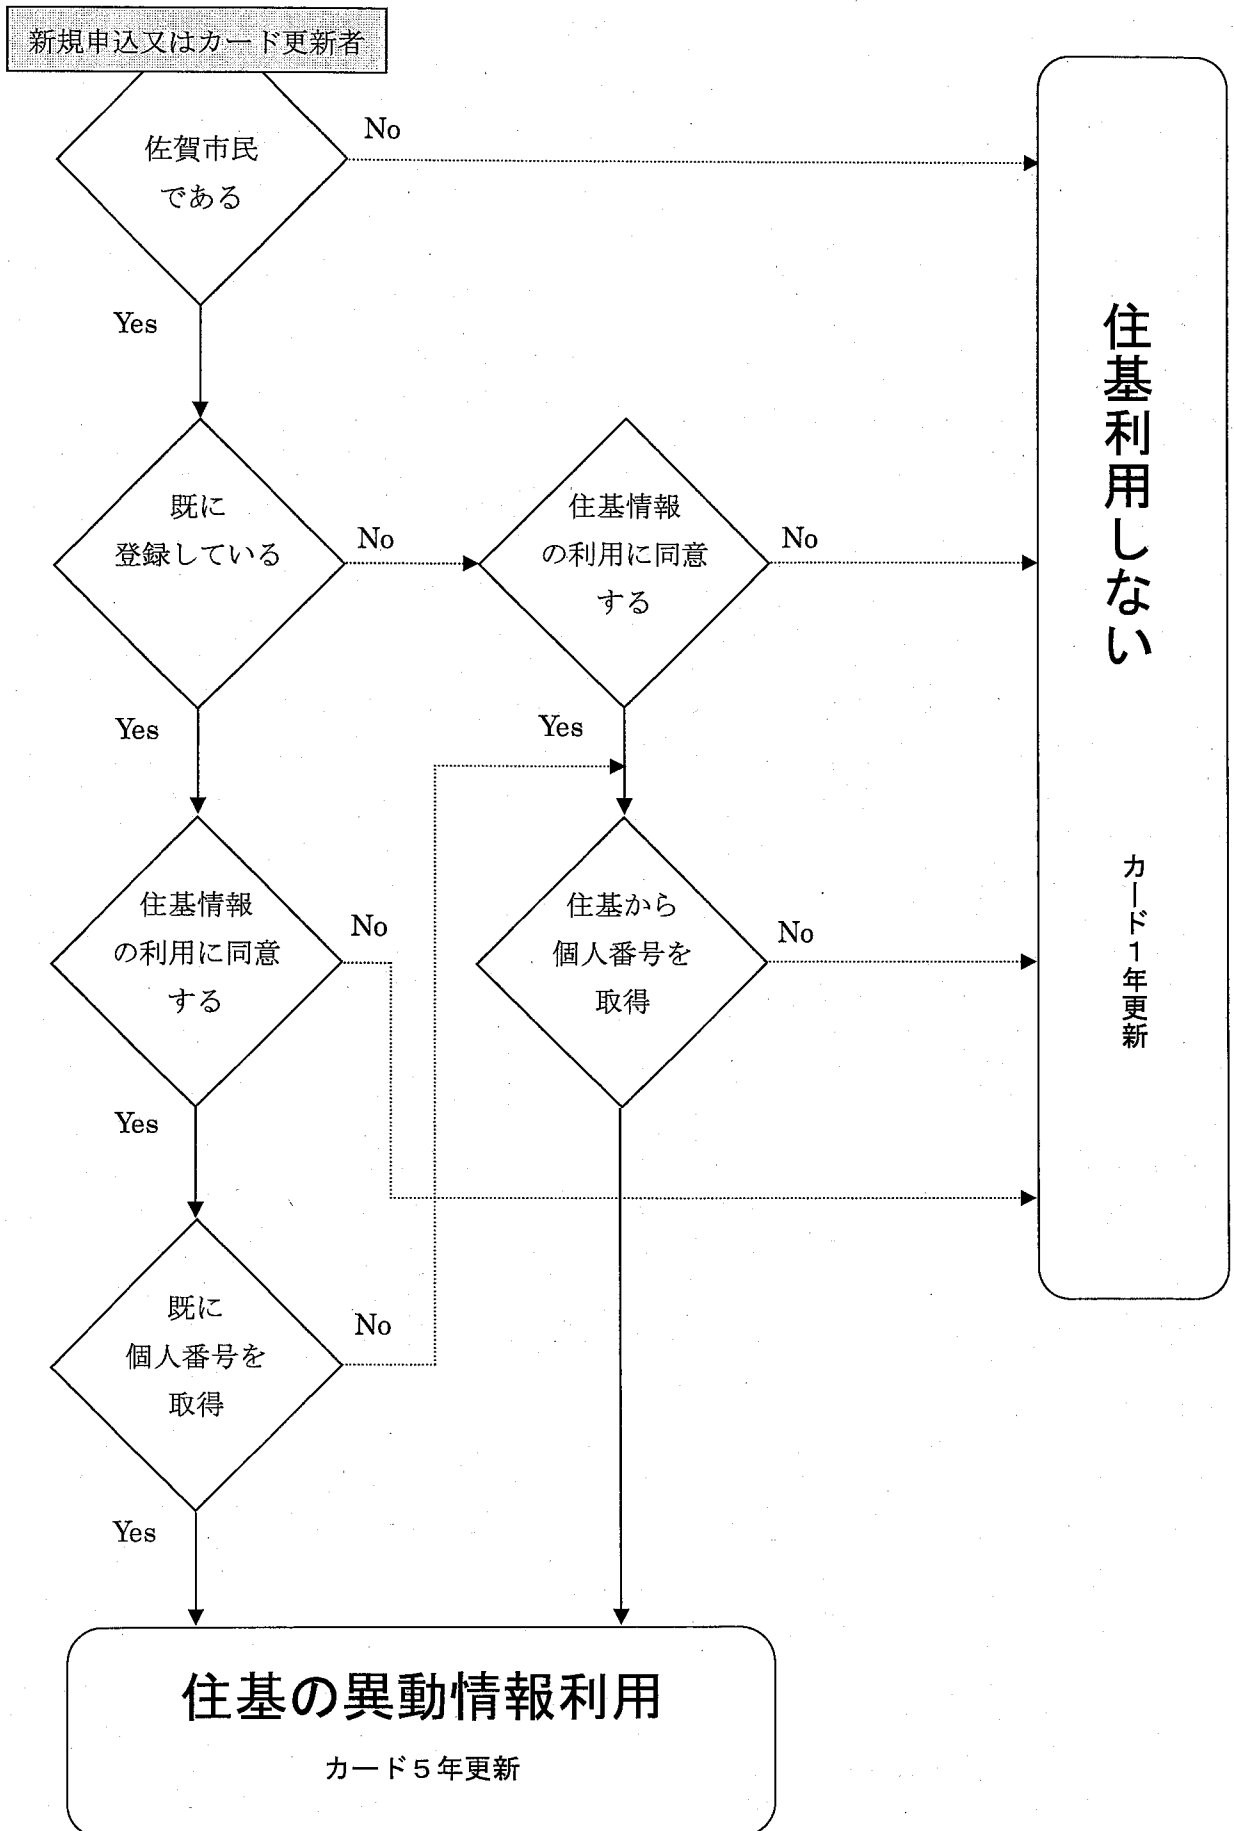 新規申込又はカード更新者
佐賀市民
である
No
Yes
既に
登録している
No
住基情報
の利用に同意
する
No
Yes
Yes
住基情報
の利用に同意
する
No
住基から
個人番号を
取得
No
Yes
既に
個人番号を
取得
No
Yes
住基利用しない
カード1年更新
住基の異動情報利用
カード5年更新